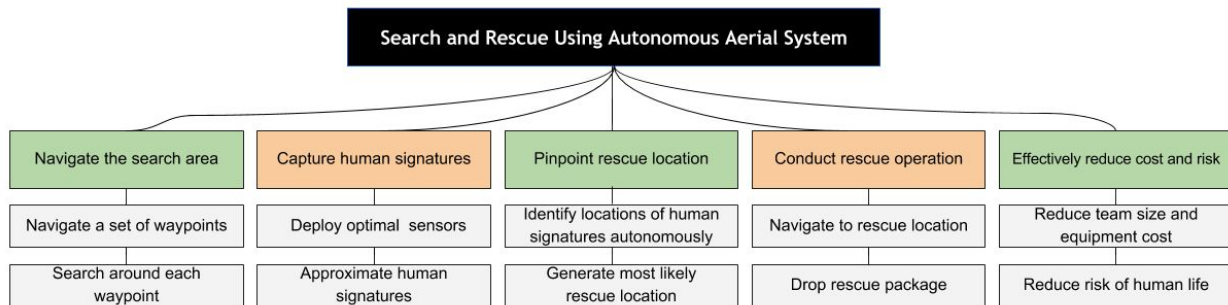 Search and Rescue Using Autonomous Aerial System
Navigate the search area
Navigate a set of waypoints
Search around each
waypoint
Capture human signatures
Deploy optimal sensors
Approximate human
signatures
Pinpoint rescue location
Identify locations of human
signatures autonomously
Generate most likely
rescue location
Conduct rescue operation
Navigate to rescue location
Drop rescue package
Effectively reduce cost and risk
Reduce team size and
equipment cost
Reduce risk of human life